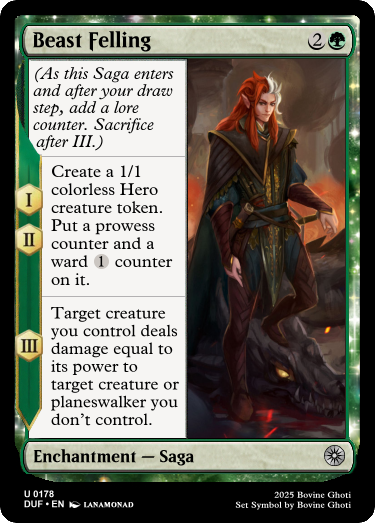 Beast Felling 2
(As this Saga enters
and after your draw
step, add a lore
counter. Sacrifice
after III.)
I
II
Create a 1/1
colorless Hero
creature token.
Put a prowess
counter and a
ward 1 counter
on it.
III
Target creature
you control deals
damage equal to
its power to
target creature or
planeswalker you
don't control.
Enchantment — Saga
U 0178
DUF • EN LANAMONAD
2025 Bovine Ghoti
Set Symbol by Bovine Ghoti